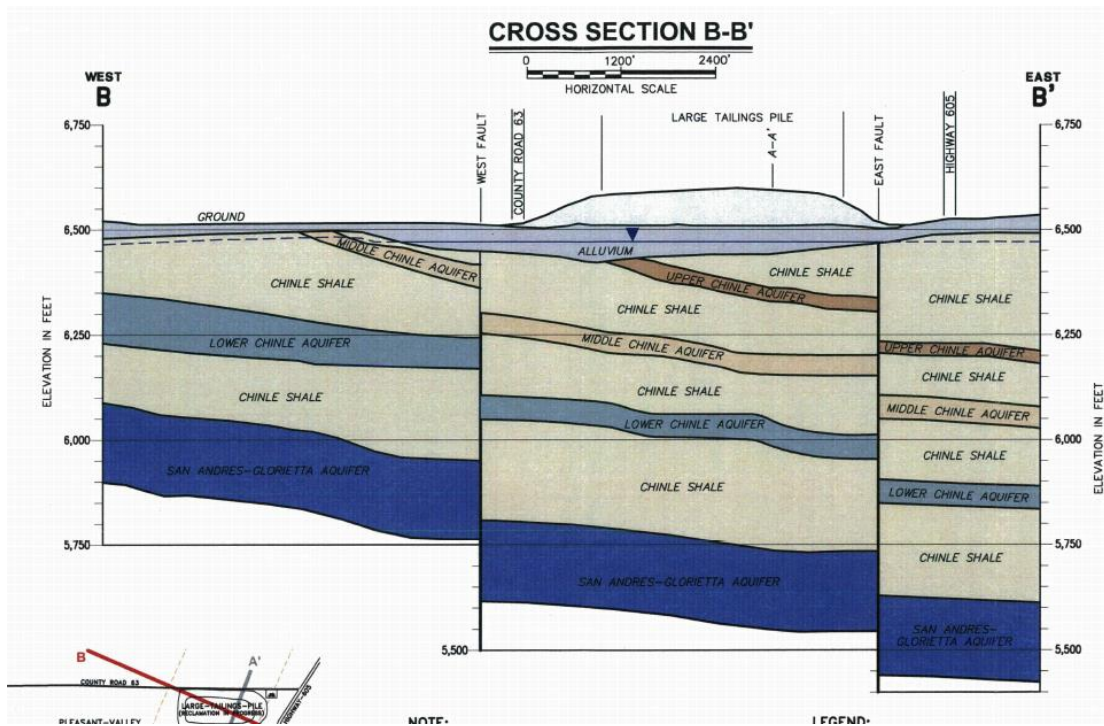 CROSS SECTION B-B'
0 1200' 2400'
HORIZONTAL SCALE
WEST
B
EAST
B'
WEST FAULT
COUNTY ROAD 63
LARGE TAILINGS PILE
A-A'
EAST FAULT
HIGHWAY 605
6,750
6,500
6,250
6,000
5,750
5,500
ELEVATION IN FEET
6,750
6,500
6,250
6,000
5,750
5,500
ELEVATION IN FEET
GROUND
MIDDLE CHINLE AQUIFER
CHINLE SHALE
LOWER CHINLE AQUIFER
CHINLE SHALE
SAN ANDRES-GLORIETTA AQUIFER
ALLUVIUM
CHINLE SHALE
UPPER CHINLE AQUIFER
CHINLE SHALE
MIDDLE CHINLE AQUIFER
CHINLE SHALE
LOWER CHINLE AQUIFER
CHINLE SHALE
SAN ANDRES-GLORIETTA AQUIFER
CHINLE SHALE
UPPER CHINLE AQUIFER
CHINLE SHALE
MIDDLE CHINLE AQUIFER
CHINLE SHALE
LOWER CHINLE AQUIFER
CHINLE SHALE
SAN ANDRES-
GLORIETTA AQUIFER
B
A'
COUNTY ROAD 63
LARGE-TAILINGS-PILE
(RECLAMATION IN PROGRESS)
HIGHWAY-605
PLEASANT-VALLEY
NOTE:
LEGEND: